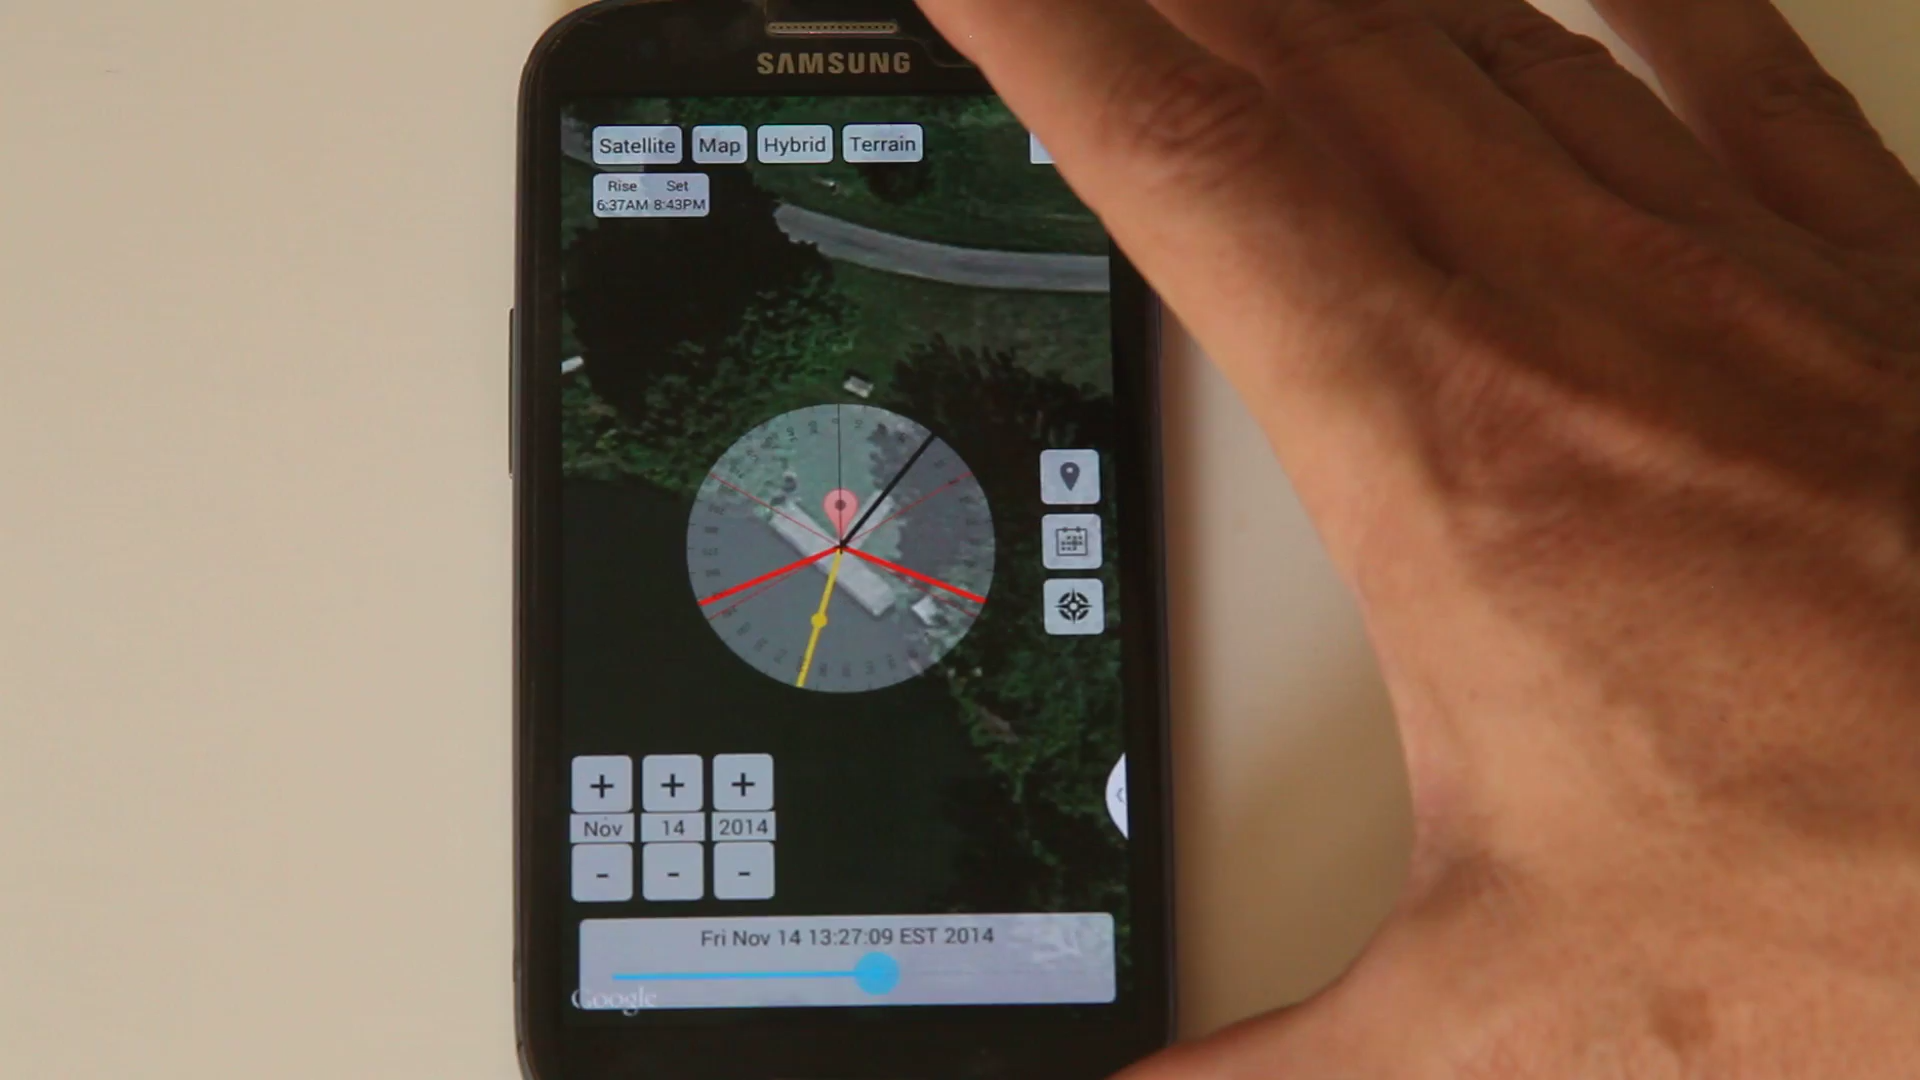 SAMSUNG
Satellite Map Hybrid Terrain
Rise Set
6:37AM 8:43PM
+ + +
Nov 14 2014
- - -
Fri Nov 14 13:27:09 EST 2014
Google